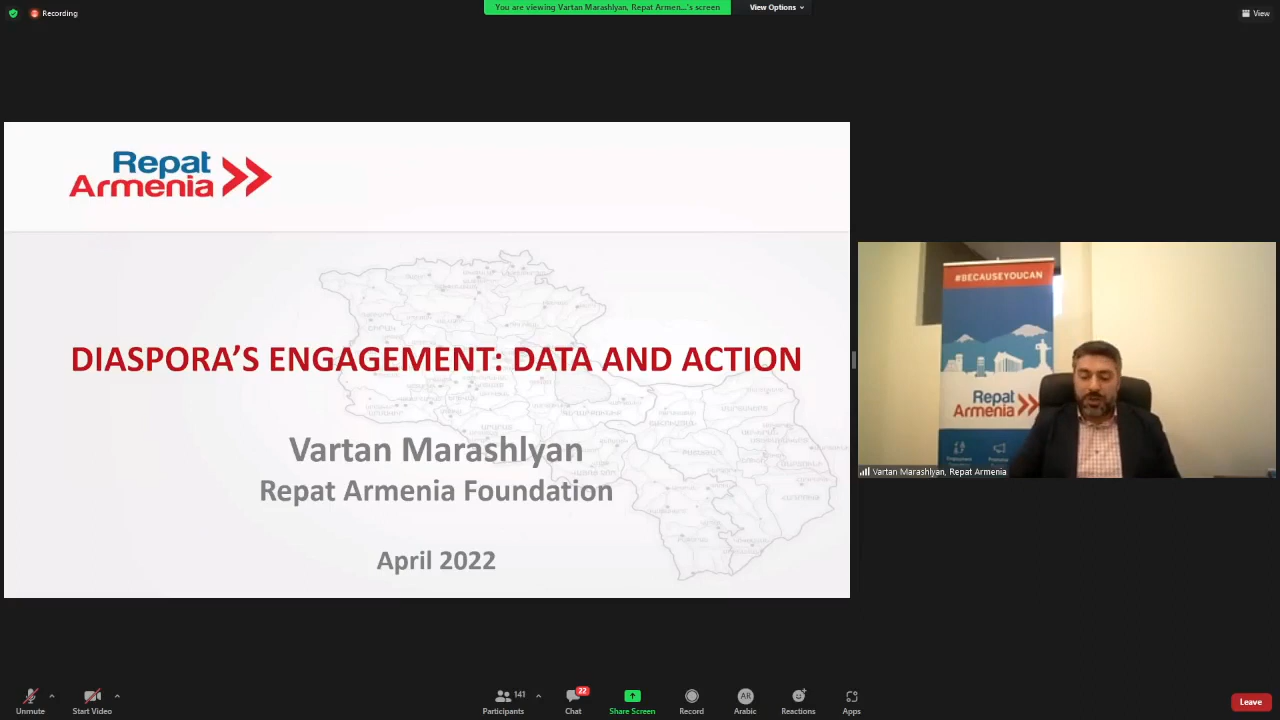 Recording
You are viewing Vartan Marashlyan, Repat Armen...'s screen
View Options
View
Repat
Armenia
DIASPORA'S ENGAGEMENT: DATA AND ACTION
Vartan Marashlyan
Repat Armenia Foundation
April 2022
#BECAUSEYOUCAN
Repat
Armenia
Vartan Marashlyan, Repat Armenia
Unmute
Start Video
141
Participants
22
Chat
Share Screen
Record
AR
Arabic
Reactions
Apps
Leave